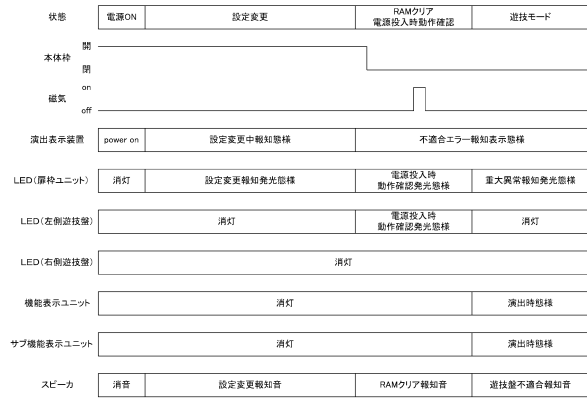 状態 電源ON 設定変更 RAMクリア 電源投入時動作確認 遊技モード
本体枠 開
閉
磁気 on
off
演出表示装置 power on 設定変更中報知態様 不適合エラー報知表示態様
LED(扉枠ユニット) 消灯 設定変更報知発光態様 電源投入時 動作確認発光態様 重大異常報知発光態様
LED(左側遊技盤) 消灯 電源投入時 動作確認発光態様 消灯
LED(右側遊技盤) 消灯
機能表示ユニット 消灯 演出時態様
サブ機能表示ユニット 消灯 演出時態様
スピーカ 消音 設定変更報知音 RAMクリア報知音 遊技盤不適合報知音